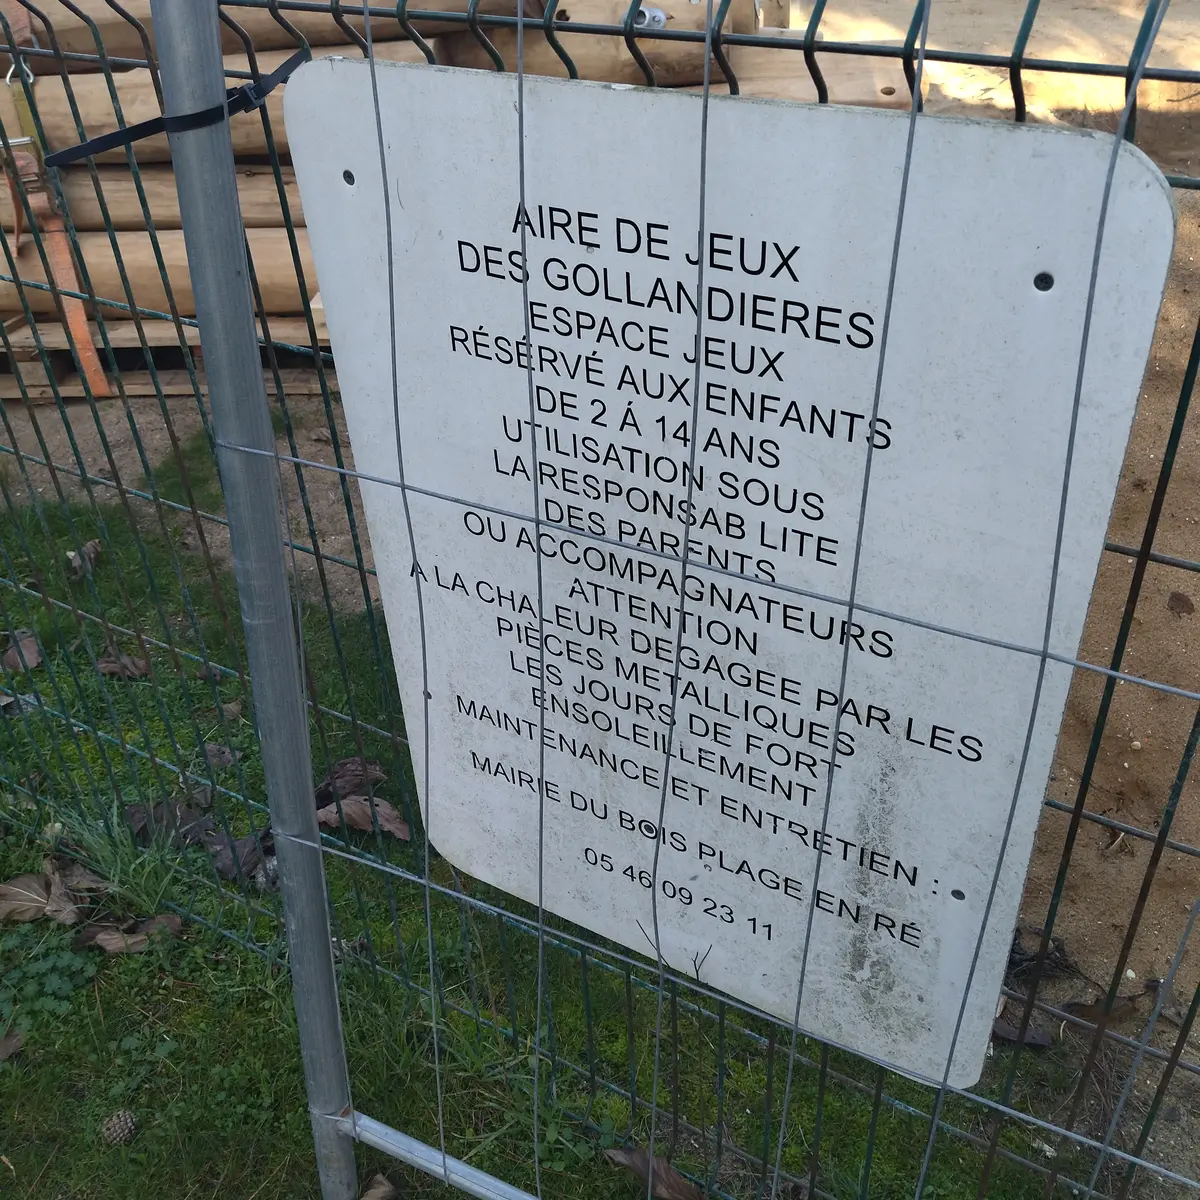 AIRE DE JEUX
DES GOLLANDIERES
ESPACE JEUX
RÉSÉRVÉ AUX ENFANTS
DE 2 Á 14 ANS
UTILISATION SOUS
LA RESPONSAB LITE
DES PARENTS
OU ACCOMPAGNATEURS
ATTENTION
A LA CHALEUR DEGAGEE PAR LES
PIÈCES METALLIQUES
LES JOURS DE FORT
ENSOLEILLEMENT
MAINTENANCE ET ENTRETIEN :
MAIRIE DU BOIS PLAGE EN RÉ
05 46 09 23 11